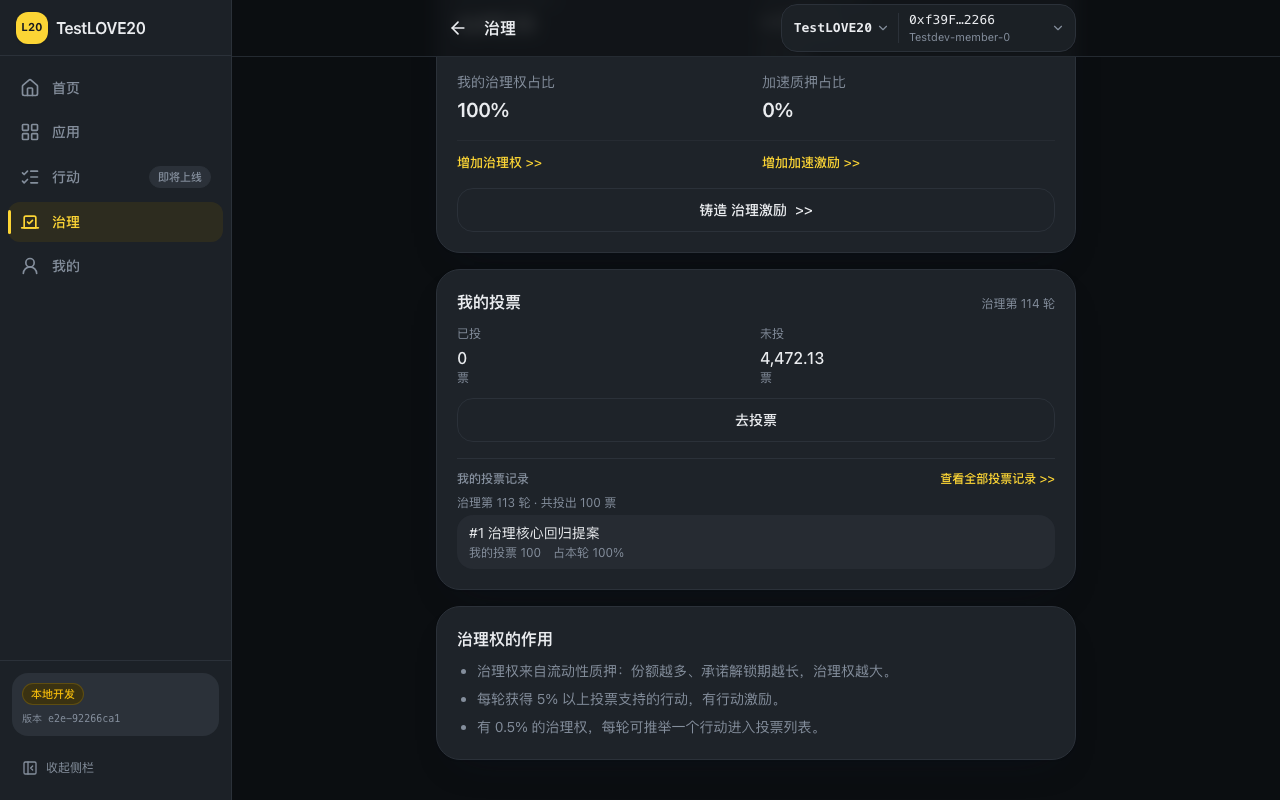 L20 TestLOVE20
首页
应用
行动 即将上线
治理
我的
本地开发
版本 e2e-92266ca1
收起侧栏
治理
TestLOVE20
0xf39F…2266
Testdev-member-0
我的治理权占比 加速质押占比
100% 0%
增加治理权 >> 增加加速激励 >>
铸造 治理激励 >>
我的投票 治理第 114 轮
已投 未投
0 4,472.13
票 票
去投票
我的投票记录 查看全部投票记录 >>
治理第 113 轮 · 共投出 100 票
#1 治理核心回归提案
我的投票 100 占本轮 100%
治理权的作用
• 治理权来自流动性质押：份额越多、承诺解锁期越长，治理权越大。
• 每轮获得 5% 以上投票支持的行动，有行动激励。
• 有 0.5% 的治理权，每轮可推举一个行动进入投票列表。